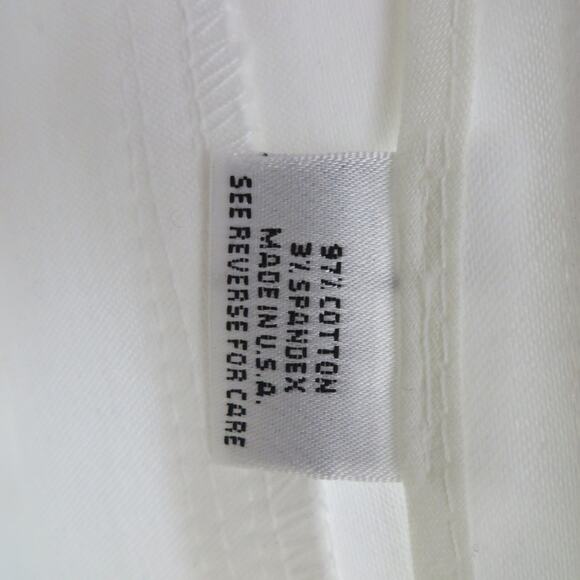 97% COTTON
3% SPANDEX
MADE IN U.S.A.
SEE REVERSE FOR CARE